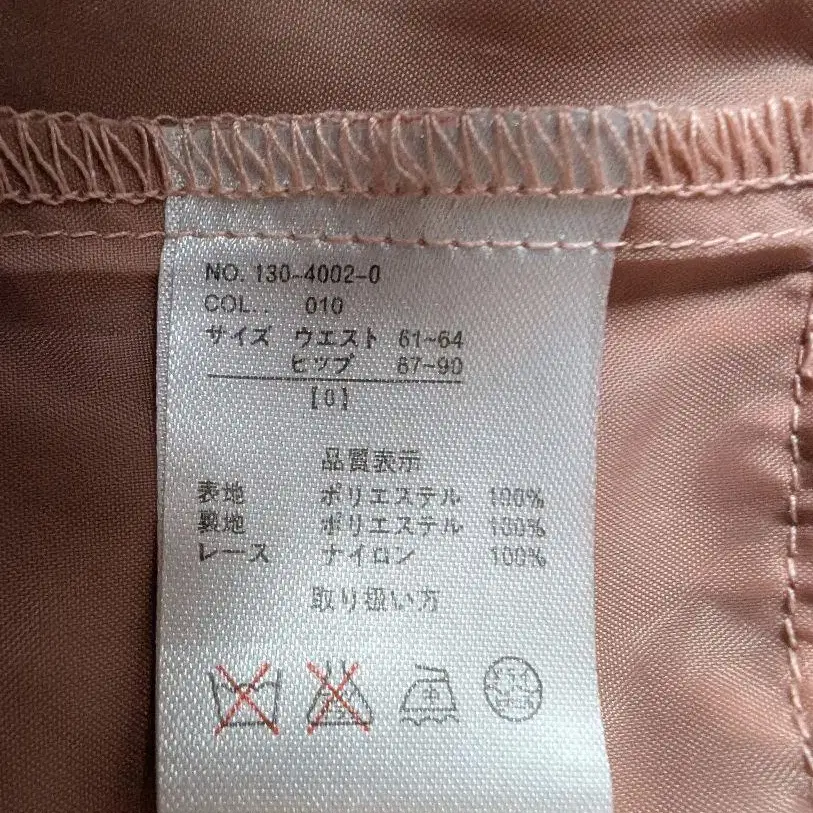 NO. 130-4002-0
COL.. 010
サイズ ウエスト 61~64
ヒップ 87~90
[0]
品質表示
表地 ポリエステル 100%
裏地 ポリエステル 100%
レース ナイロン 100%
取り扱い方